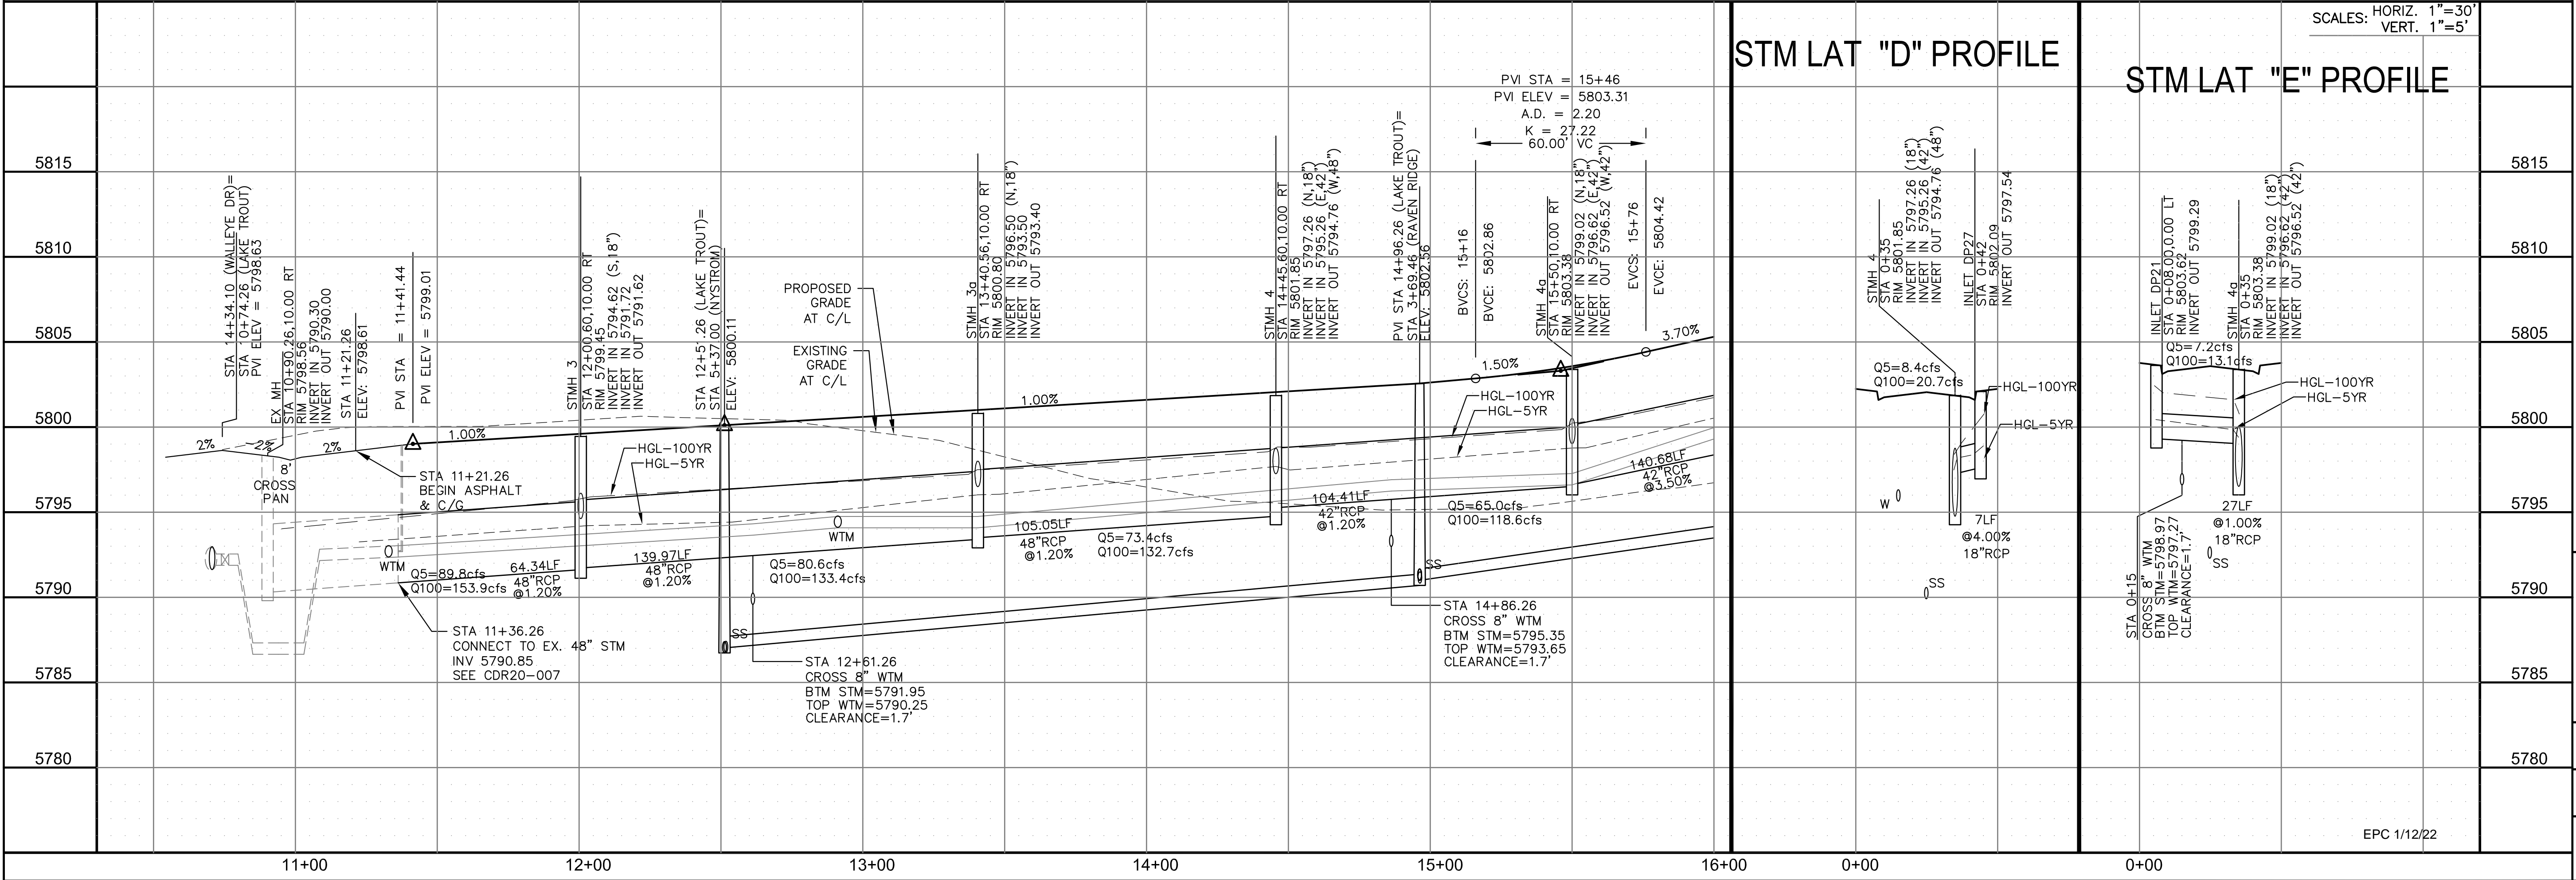 SCALES: HORIZ. 1"=30'
VERT. 1"=5'
STM LAT "D" PROFILE
STM LAT "E" PROFILE
5815
5810
5805
5800
5795
5790
5785
5780
STA 14+34.10 (WALLEYE DR)=
STA 10+74.26 (LAKE TROUT)
PVI ELEV = 5798.63
EX MH
STA 10+90.26,10.00 RT
RIM 5798.56
INVERT IN 5790.30
INVERT OUT 5790.00
STA 11+21.26
ELEV: 5798.61
PVI STA = 11+41.44
PVI ELEV = 5799.01
STMH 3
STA 12+00.60,10.00 RT
RIM 5799.45
INVERT IN 5794.62 (S,18")
INVERT IN 5791.72
INVERT OUT 5791.62
STA 12+51.26 (LAKE TROUT)=
STA 5+37.00 (NYSTROM)
ELEV: 5800.11
PROPOSED
GRADE
AT C/L
EXISTING
GRADE
AT C/L
STMH 3a
STA 13+40.56,10.00 RT
RIM 5800.80
INVERT IN 5796.50 (N,18")
INVERT IN 5793.50
INVERT OUT 5793.40
STMH 4
STA 14+45.60,10.00 RT
RIM 5801.85
INVERT IN 5797.26 (N,18")
INVERT IN 5795.26 (E,42")
INVERT OUT 5794.76 (W,48")
PVI STA 14+96.26 (LAKE TROUT)=
STA 3+69.46 (RAVEN RIDGE)
ELEV: 5802.56
PVI STA = 15+46
PVI ELEV = 5803.31
A.D. = 2.20
K = 27.22
60.00' VC
BVCS: 15+16
BVCE: 5802.86
STMH 4a
STA 15+50,10.00 RT
RIM 5803.38
INVERT IN 5799.02 (N,18")
INVERT IN 5796.62 (E,42")
INVERT OUT 5796.52 (W,42")
EVCS: 15+76
EVCE: 5804.42
2%
-2%
2%
1.00%
1.00%
1.50%
3.70%
8'
CROSS
PAN
STA 11+21.26
BEGIN ASPHALT
& C/G
HGL-100YR
HGL-5YR
HGL-100YR
HGL-5YR
WTM
WTM
Q5=89.8cfs
Q100=153.9cfs
64.34LF
48"RCP
@1.20%
139.97LF
48"RCP
@1.20%
Q5=80.6cfs
Q100=133.4cfs
105.05LF
48"RCP
@1.20%
Q5=73.4cfs
Q100=132.7cfs
104.41LF
42"RCP
@1.20%
Q5=65.0cfs
Q100=118.6cfs
140.68LF
42"RCP
@3.50%
SS
SS
STA 11+36.26
CONNECT TO EX. 48" STM
INV 5790.85
SEE CDR20-007
STA 12+61.26
CROSS 8" WTM
BTM STM=5791.95
TOP WTM=5790.25
CLEARANCE=1.7'
STA 14+86.26
CROSS 8" WTM
BTM STM=5795.35
TOP WTM=5793.65
CLEARANCE=1.7'
STMH 4
STA 0+35
RIM 5801.85
INVERT IN 5797.26 (18")
INVERT IN 5795.26 (42")
INVERT OUT 5794.76 (48")
INLET DP27
STA 0+42
RIM 5802.09
INVERT OUT 5797.54
Q5=8.4cfs
Q100=20.7cfs
HGL-100YR
HGL-5YR
W
7LF
@4.00%
18"RCP
SS
INLET DP21
STA 0+08.00,0.00 LT
RIM 5803.62
INVERT OUT 5799.29
STMH 4a
STA 0+35
RIM 5803.38
INVERT IN 5799.02 (18")
INVERT IN 5796.62 (42")
INVERT OUT 5796.52 (42")
Q5=7.2cfs
Q100=13.1cfs
HGL-100YR
HGL-5YR
27LF
@1.00%
18"RCP
SS
STA 0+15
CROSS 8" WTM
BTM STM=5798.97
TOP WTM=5797.27
CLEARANCE=1.7'
5815
5810
5805
5800
5795
5790
5785
5780
EPC 1/12/22
11+00
12+00
13+00
14+00
15+00
16+00
0+00
0+00